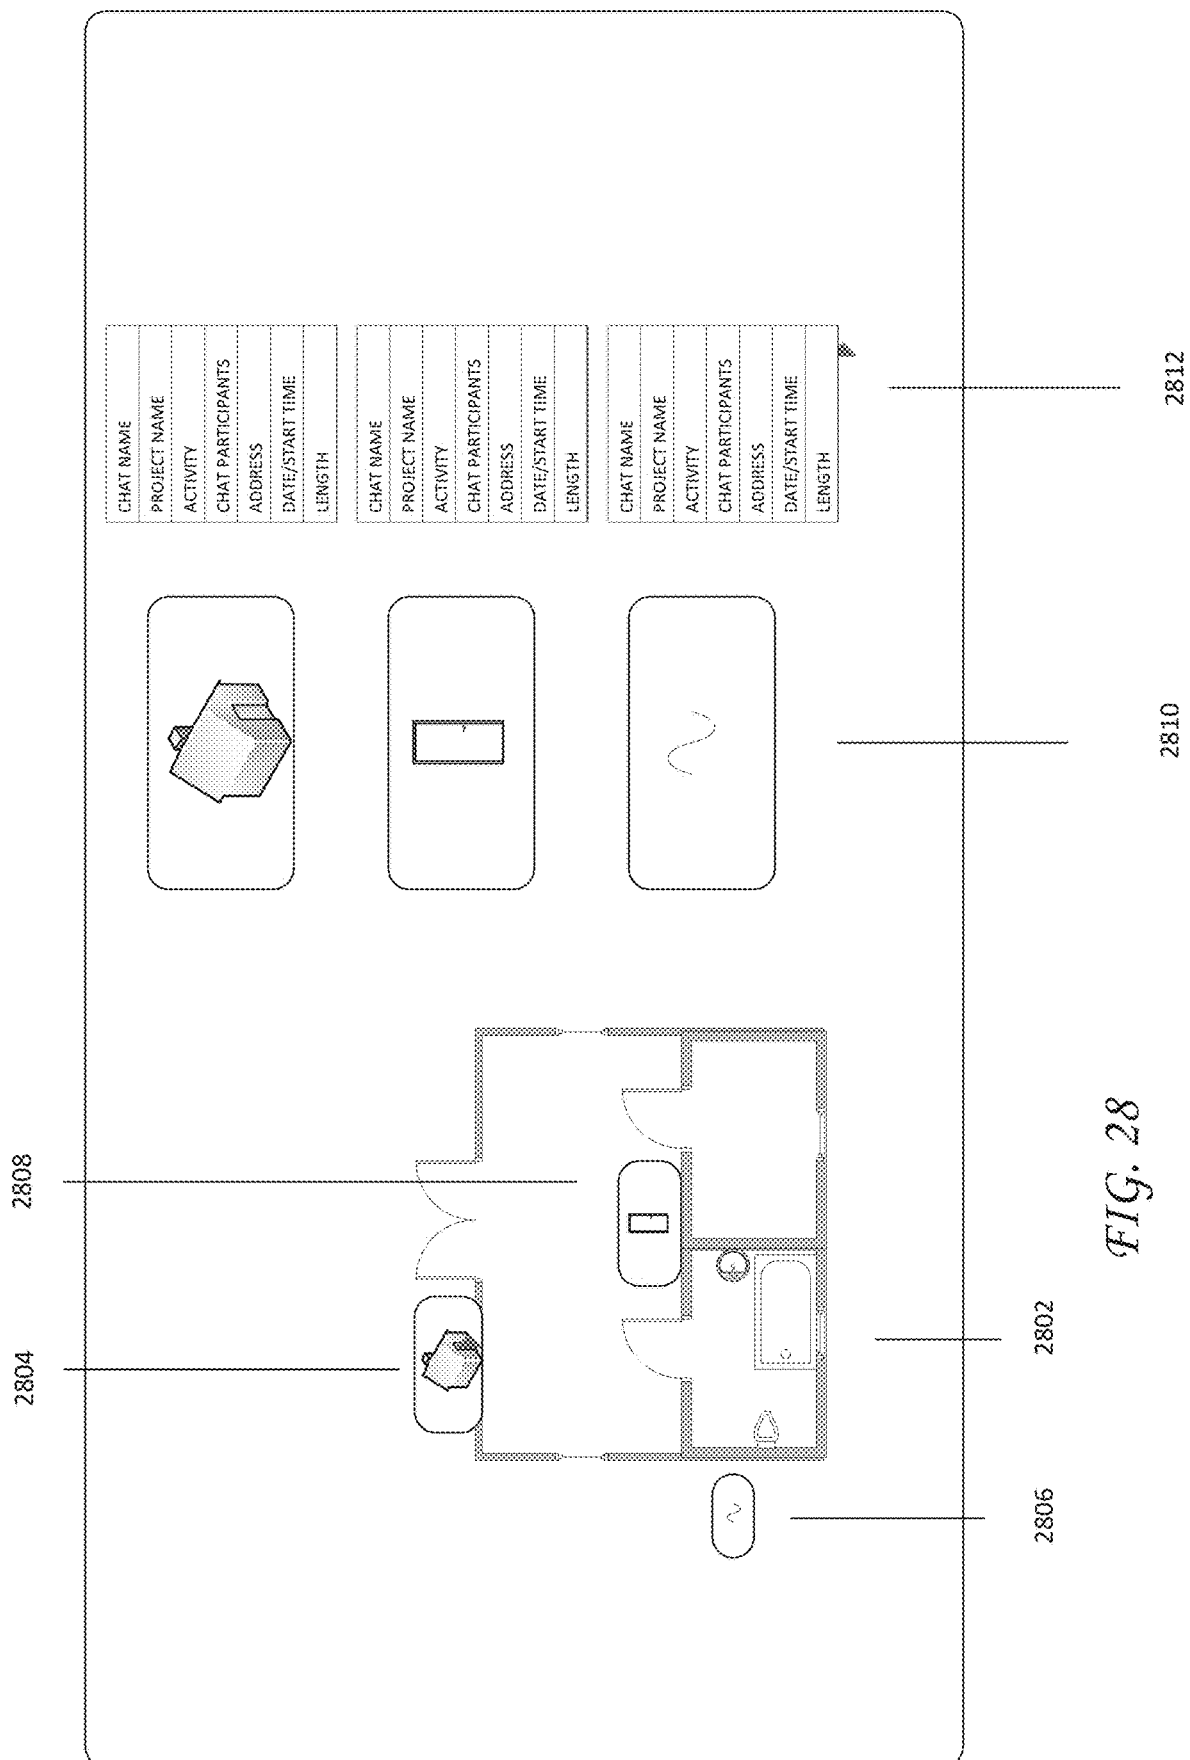 2804
2808
CHAT NAME
PROJECT NAME
ACTIVITY
CHAT PARTICIPANTS
ADDRESS
DATE/START TIME
LENGTH
CHAT NAME
PROJECT NAME
ACTIVITY
CHAT PARTICIPANTS
ADDRESS
DATE/START TIME
LENGTH
CHAT NAME
PROJECT NAME
ACTIVITY
CHAT PARTICIPANTS
ADDRESS
DATE/START TIME
LENGTH
2806
2802
2810
2812
FIG. 28